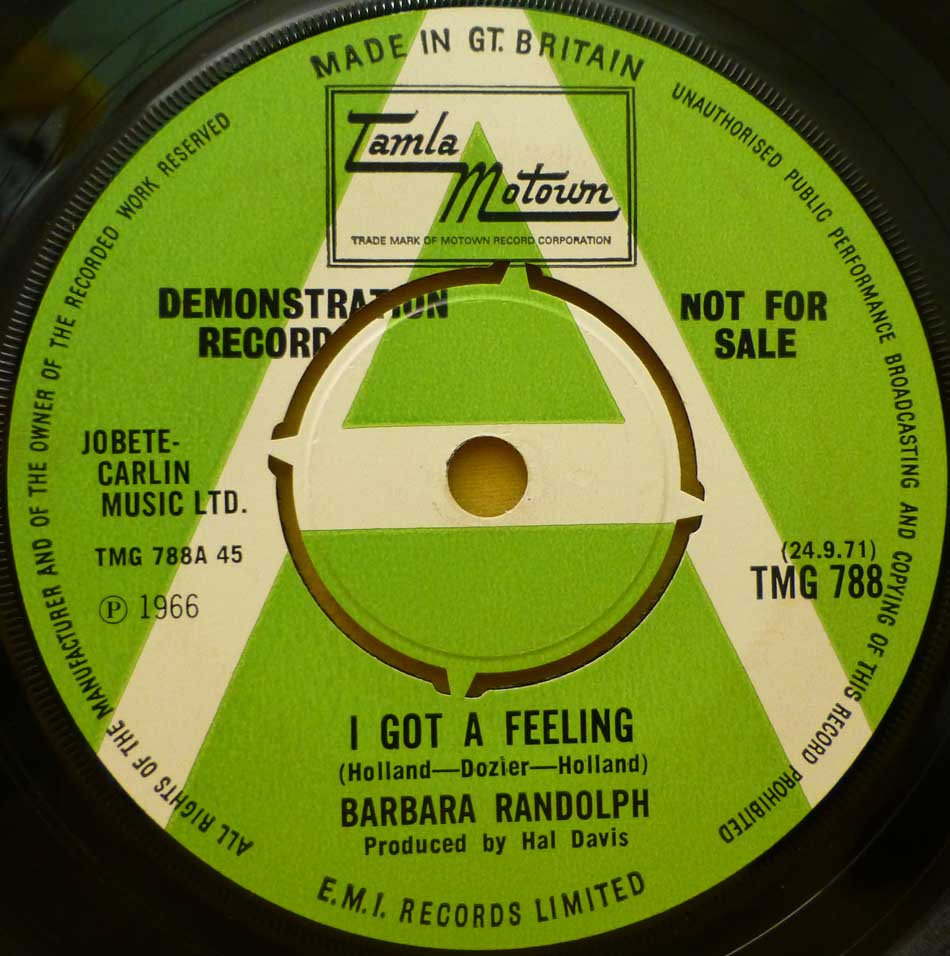 MADE IN GT. BRITAIN
Tamla
Motown
TRADE MARK OF MOTOWN RECORD CORPORATION
DEMONSTRATION
RECORD
NOT FOR
SALE
JOBETE-
CARLIN
MUSIC LTD.
TMG 788A 45
Ⓟ 1966
(24.9.71)
TMG 788
I GOT A FEELING
(Holland—Dozier—Holland)
BARBARA RANDOLPH
Produced by Hal Davis
E.M.I. RECORDS LIMITED
ALL RIGHTS OF THE MANUFACTURER AND OF THE OWNER OF THE RECORDED WORK RESERVED
UNAUTHORISED PUBLIC PERFORMANCE BROADCASTING AND COPYING OF THIS RECORD PROHIBITED
A